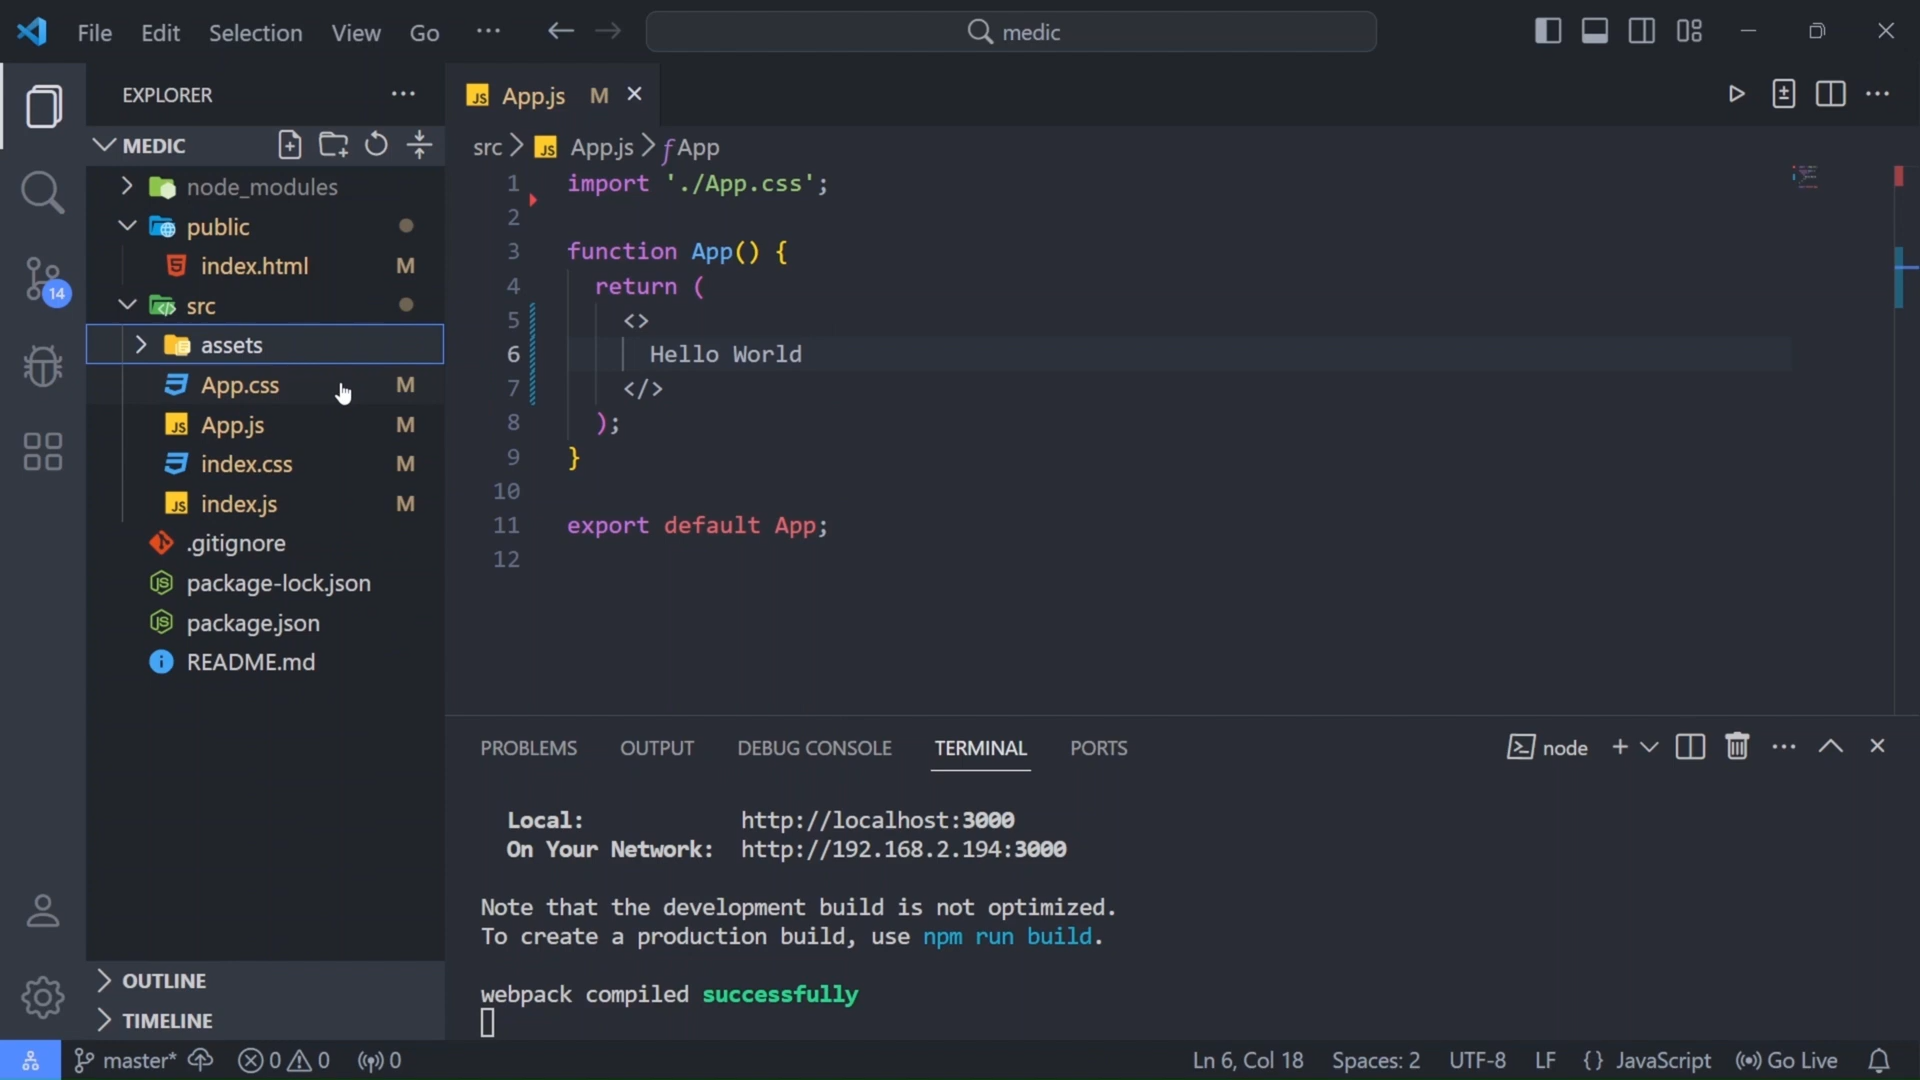 File Edit Selection View Go ··· medic
EXPLORER ···
MEDIC
node_modules
public
index.html M
src
assets
App.css M
JS App.js M
index.css M
JS index.js M
.gitignore
package-lock.json
package.json
README.md
OUTLINE
TIMELINE
14
JS App.js M
src > JS App.js > App
1 import './App.css';
2
3 function App() {
4 return (
5 <>
6 Hello World
7 </>
8 );
9 }
10
11 export default App;
12
PROBLEMS OUTPUT DEBUG CONSOLE TERMINAL PORTS node
Local: http://localhost:3000
On Your Network: http://192.168.2.194:3000
Note that the development build is not optimized.
To create a production build, use npm run build.
webpack compiled successfully
master* 0 0 0 Ln 6, Col 18 Spaces: 2 UTF-8 LF {} JavaScript Go Live